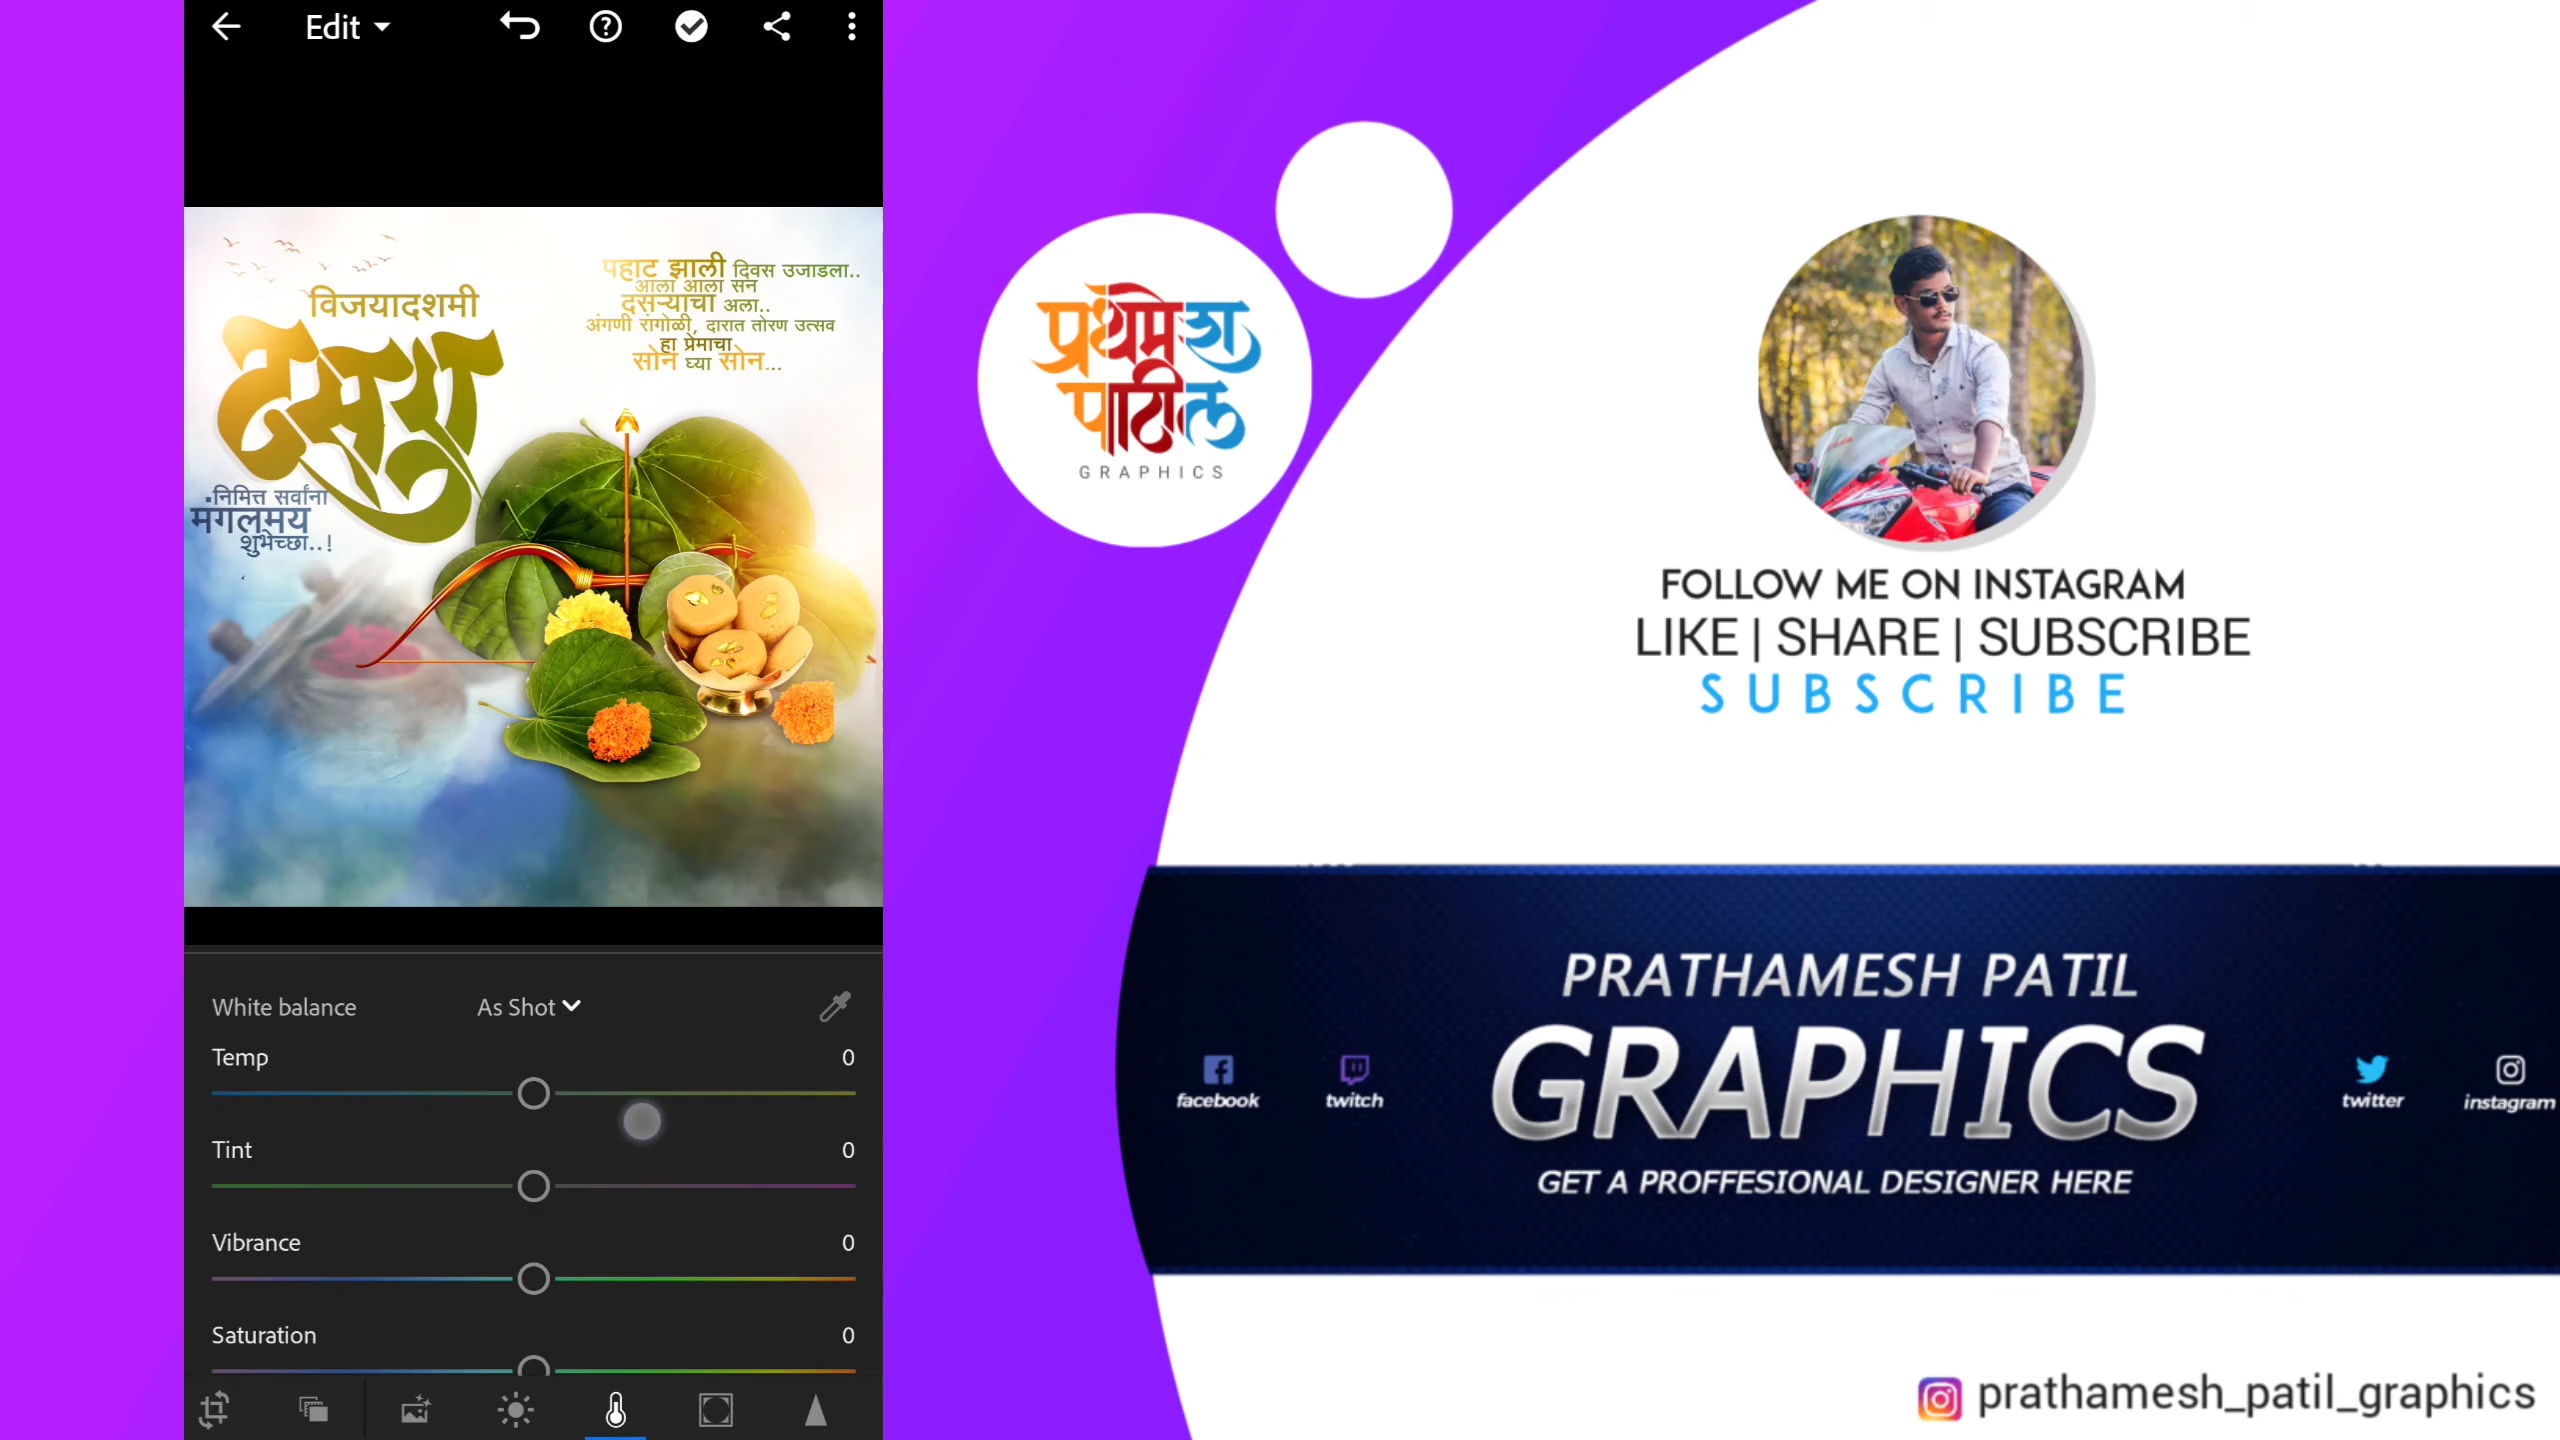 Edit
विजयादशमी
दसरा
निमित्त सर्वांना
मंगलमय
शुभेच्छा..!
पहाट झाली दिवस उजाडला..
आला आला सन
दसऱ्याचा अला..
अंगणी रांगोळी, दारात तोरण उत्सव
हा प्रेमाचा
सोन घ्या सोन...
White balance As Shot
Temp 0
Tint 0
Vibrance 0
Saturation 0
प्रथमेश
पाटील
GRAPHICS
FOLLOW ME ON INSTAGRAM
LIKE | SHARE | SUBSCRIBE
SUBSCRIBE
PRATHAMESH PATIL
GRAPHICS
GET A PROFFESIONAL DESIGNER HERE
facebook
twitch
twitter
instagram
prathamesh_patil_graphics